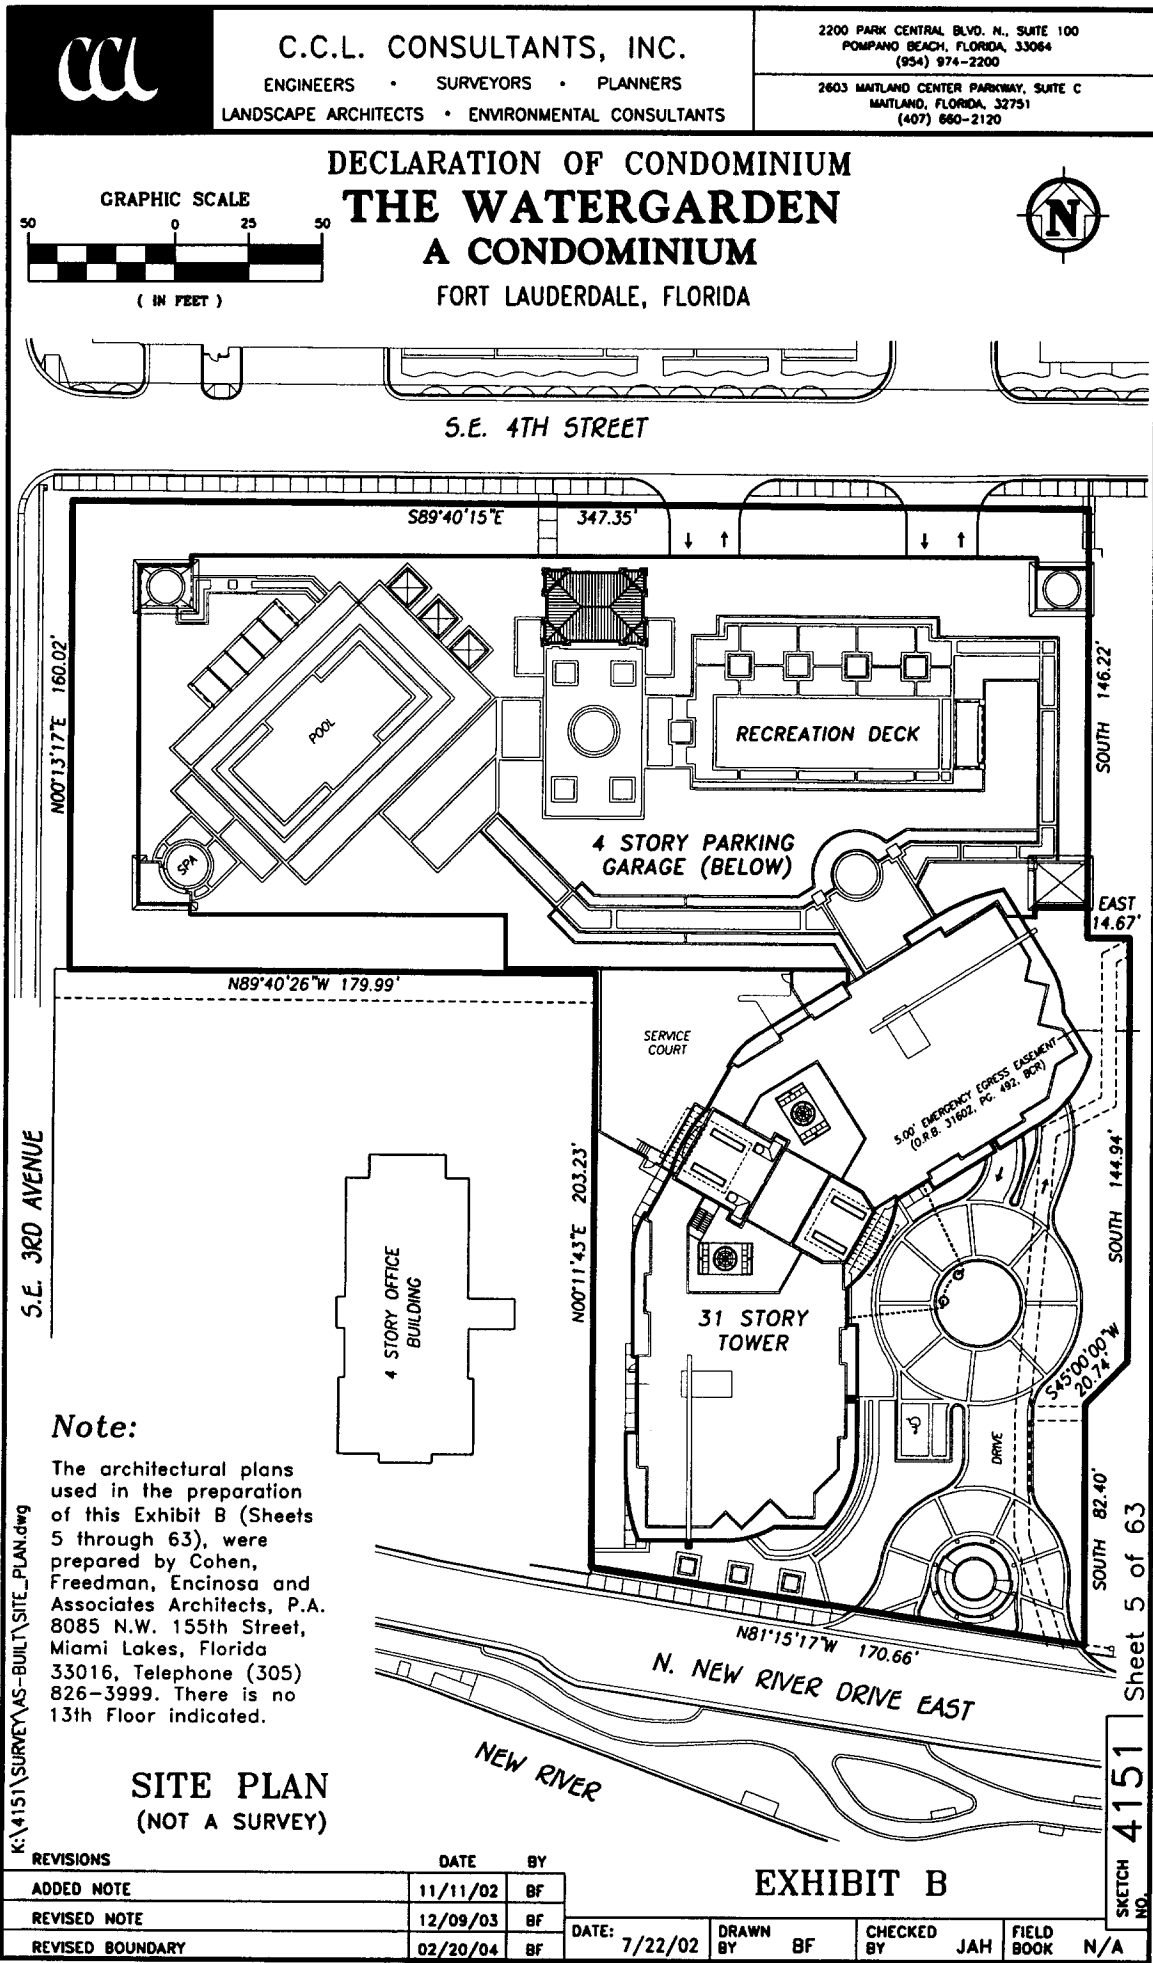 CCL
C.C.L. CONSULTANTS, INC.
ENGINEERS • SURVEYORS • PLANNERS
LANDSCAPE ARCHITECTS • ENVIRONMENTAL CONSULTANTS
2200 PARK CENTRAL BLVD. N., SUITE 100
POMPANO BEACH, FLORIDA, 33064
(954) 974-2200
2603 MAITLAND CENTER PARKWAY, SUITE C
MAITLAND, FLORIDA, 32751
(407) 660-2120
DECLARATION OF CONDOMINIUM
THE WATERGARDEN
A CONDOMINIUM
FORT LAUDERDALE, FLORIDA
GRAPHIC SCALE
50 0 25 50
( IN FEET )
N
S.E. 4TH STREET
S89°40'15"E 347.35'
N00°13'17"E 160.02'
SOUTH 146.22'
POOL
RECREATION DECK
SPA
4 STORY PARKING
GARAGE (BELOW)
EAST
14.67'
N89°40'26"W 179.99'
SERVICE
COURT
5.00' EMERGENCY EGRESS EASEMENT
(O.R.B. 31602, PG. 492, BCR)
S.E. 3RD AVENUE
N00°11'43"E 203.23'
SOUTH 144.94'
4 STORY OFFICE
BUILDING
31 STORY
TOWER
S45°00'00"W
20.74'
DRIVE
SOUTH 82.40'
Note:
The architectural plans
used in the preparation
of this Exhibit B (Sheets
5 through 63), were
prepared by Cohen,
Freedman, Encinosa and
Associates Architects, P.A.
8085 N.W. 155th Street,
Miami Lakes, Florida
33016, Telephone (305)
826-3999. There is no
13th Floor indicated.
N81°15'17"W 170.66'
N. NEW RIVER DRIVE EAST
NEW RIVER
SITE PLAN
(NOT A SURVEY)
K:\4151\SURVEY\AS-BUILT\SITE_PLAN.dwg
Sheet 5 of 63
SKETCH NO. 4151
EXHIBIT B
REVISIONS DATE BY
ADDED NOTE 11/11/02 BF
REVISED NOTE 12/09/03 BF
REVISED BOUNDARY 02/20/04 BF
DATE: 7/22/02
DRAWN BY BF
CHECKED BY JAH
FIELD BOOK N/A